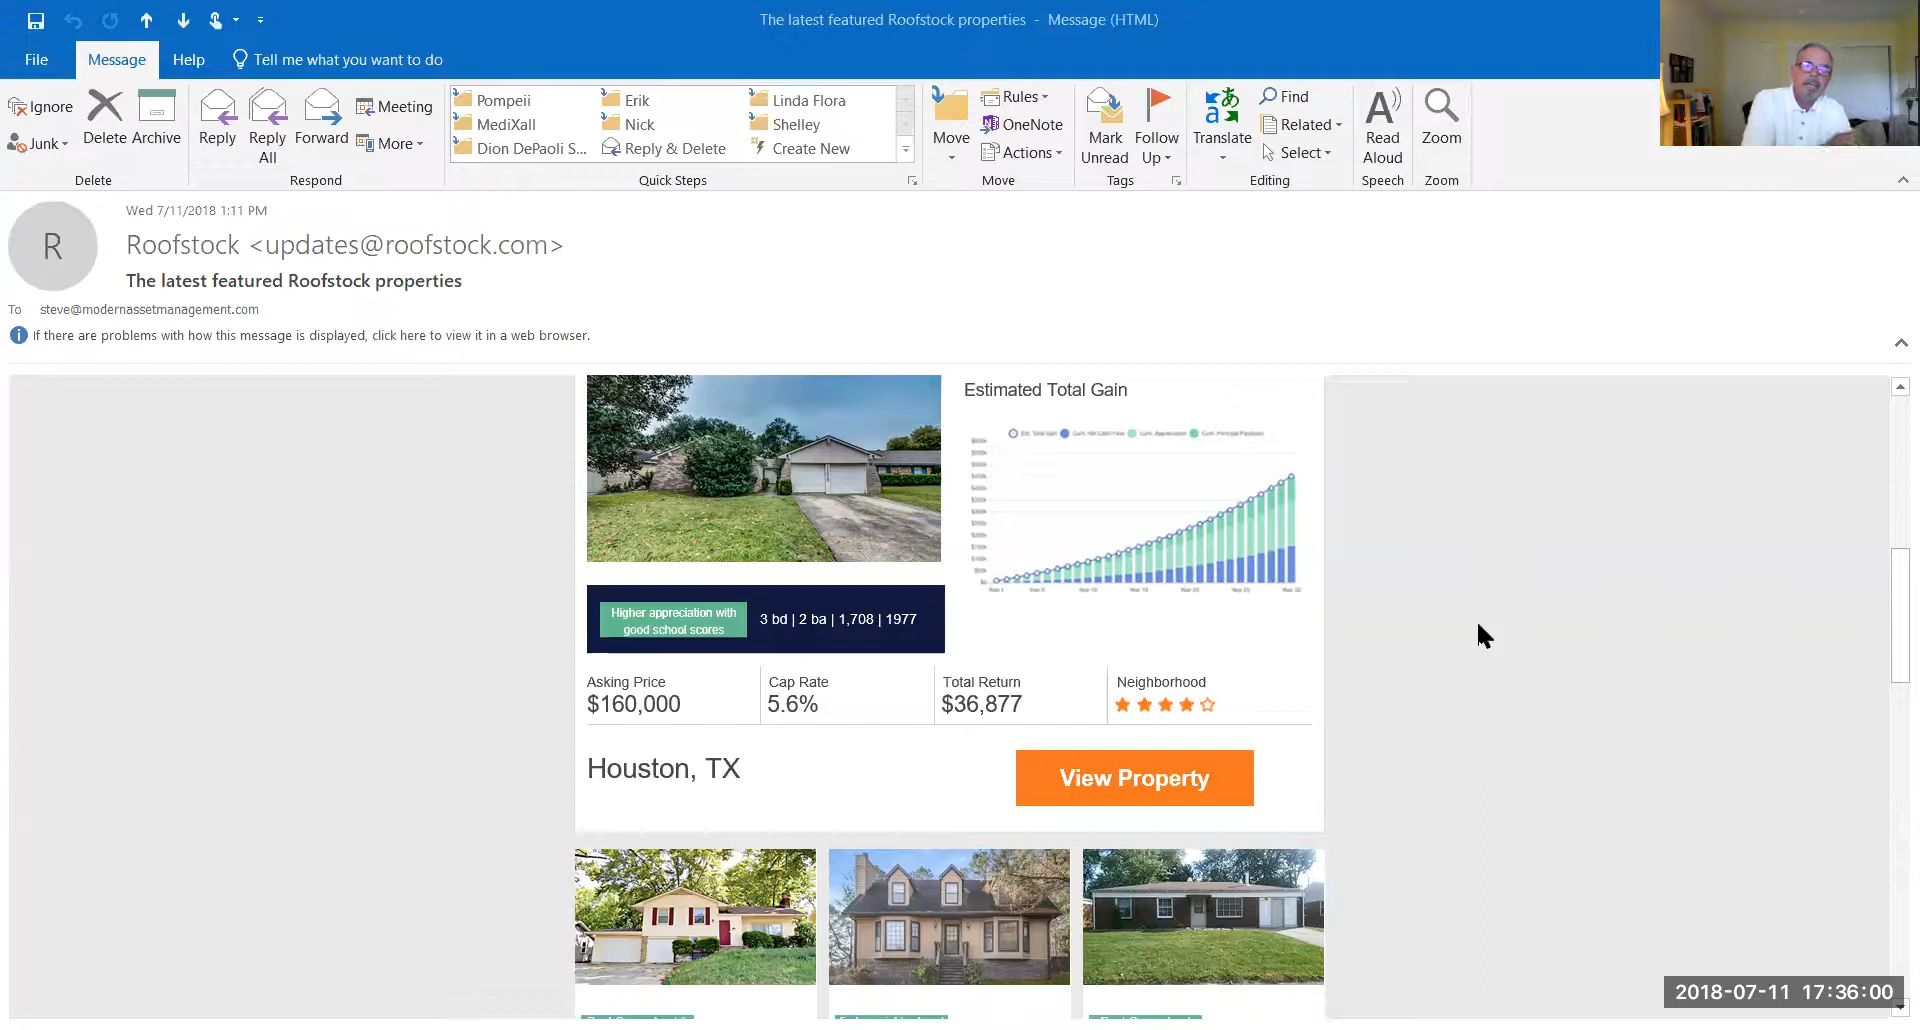 The latest featured Roofstock properties - Message (HTML)
File Message Help Tell me what you want to do
Ignore
Junk
Delete Archive
Delete
Reply Reply All Forward
Meeting
More
Respond
Pompeii Erik Linda Flora
MediXall Nick Shelley
Dion DePaoli S... Reply & Delete Create New
Quick Steps
Move
Rules
OneNote
Actions
Move
Mark Unread Follow Up
Tags
Translate
Find
Related
Select
Editing
Read Aloud
Speech
Zoom
Zoom
Wed 7/11/2018 1:11 PM
R
Roofstock <updates@roofstock.com>
The latest featured Roofstock properties
To steve@modernassetmanagement.com
If there are problems with how this message is displayed, click here to view it in a web browser.
Estimated Total Gain
Higher appreciation with
good school scores
3 bd | 2 ba | 1,708 | 1977
Asking Price Cap Rate Total Return Neighborhood
$160,000 5.6% $36,877
Houston, TX
View Property
2018-07-11 17:36:00